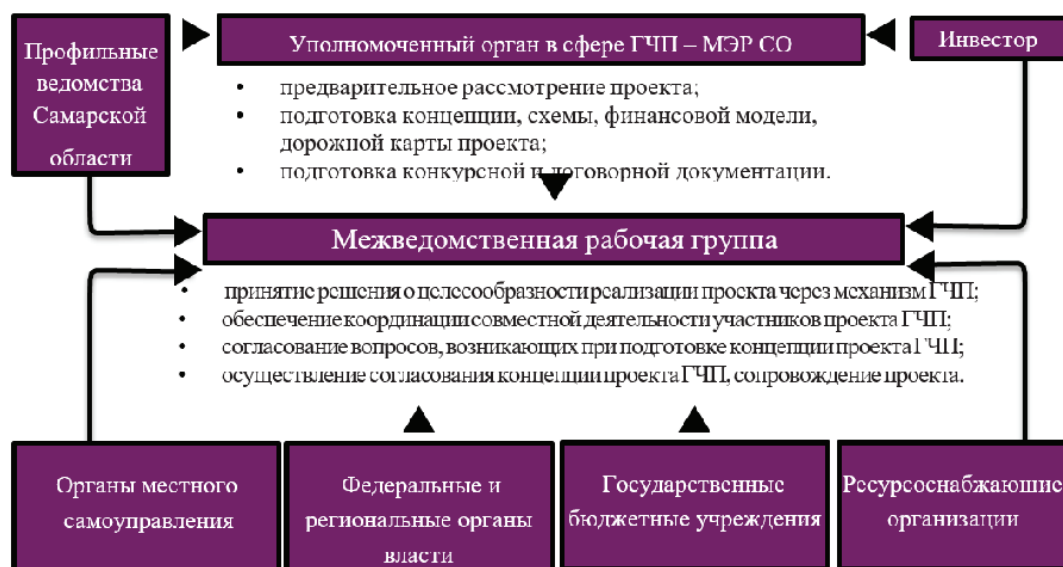 Профильные
ведомства
Самарской
области
Уполномоченный орган в сфере ГЧП – МЭР СО
Инвестор
• предварительное рассмотрение проекта;
• подготовка концепции, схемы, финансовой модели,
дорожной карты проекта;
• подготовка конкурсной и договорной документации.
Межведомственная рабочая группа
• принятие решения о целесообразности реализации проекта через механизм ГЧП;
• обеспечение координации совместной деятельности участников проекта ГЧП;
• согласование вопросов, возникающих при подготовке концепции проекта ГЧП;
• осуществление согласования концепции проекта ГЧП, сопровождение проекта.
Органы местного
самоуправления
Федеральные и
региональные органы
власти
Государственные
бюджетные учреждения
Ресурсоснабжающие
организации